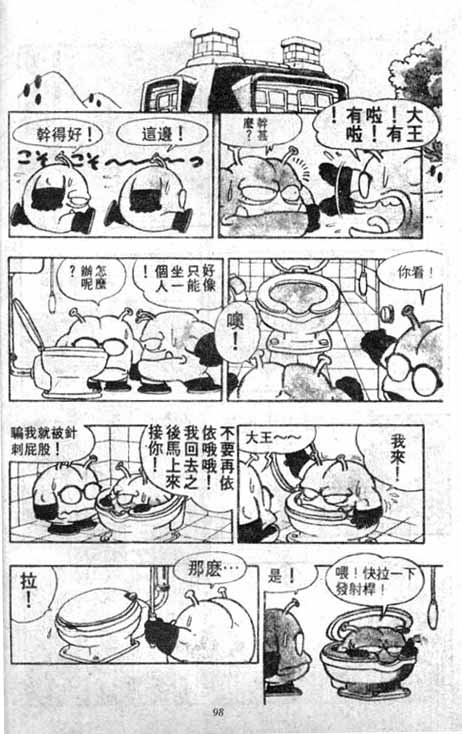 大王
！有
啦！
有啦
！
幹甚
麼？
這邊！
幹得好！
こそこそ〜〜〜っ
你看！
噢！
好像
只能
坐一
個人
！
怎麼
辦呢
？
我來！
大王～～
不要再依
依哦哦！
我回去之
後馬上來
接你！
騙我就被針
刺屁股！
喂！快拉一下
發射桿！
是！
那麽…
拉！
98